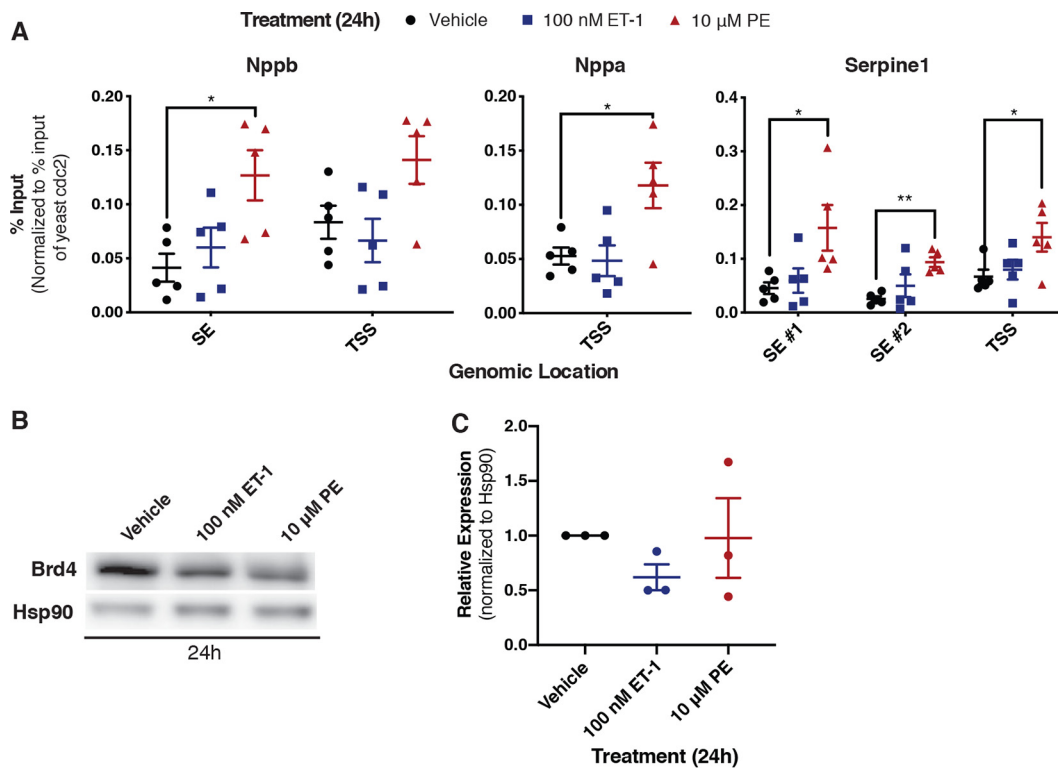 Treatment (24h) Vehicle 100 nM ET-1 10 µM PE
A
Nppb Nppa Serpine1
% Input
(Normalized to % input
of yeast cdc2)
0.20
0.15
0.10
0.05
0.00
*
SE TSS
0.20
0.15
0.10
0.05
0.00
*
TSS
0.4
0.3
0.2
0.1
0.0
* ** *
SE #1 SE #2 TSS
Genomic Location
B
Vehicle 100 nM ET-1 10 µM PE
Brd4
Hsp90
24h
C
Relative Expression
(normalized to Hsp90)
2.0
1.5
1.0
0.5
0.0
Vehicle 100 nM ET-1 10 µM PE
Treatment (24h)